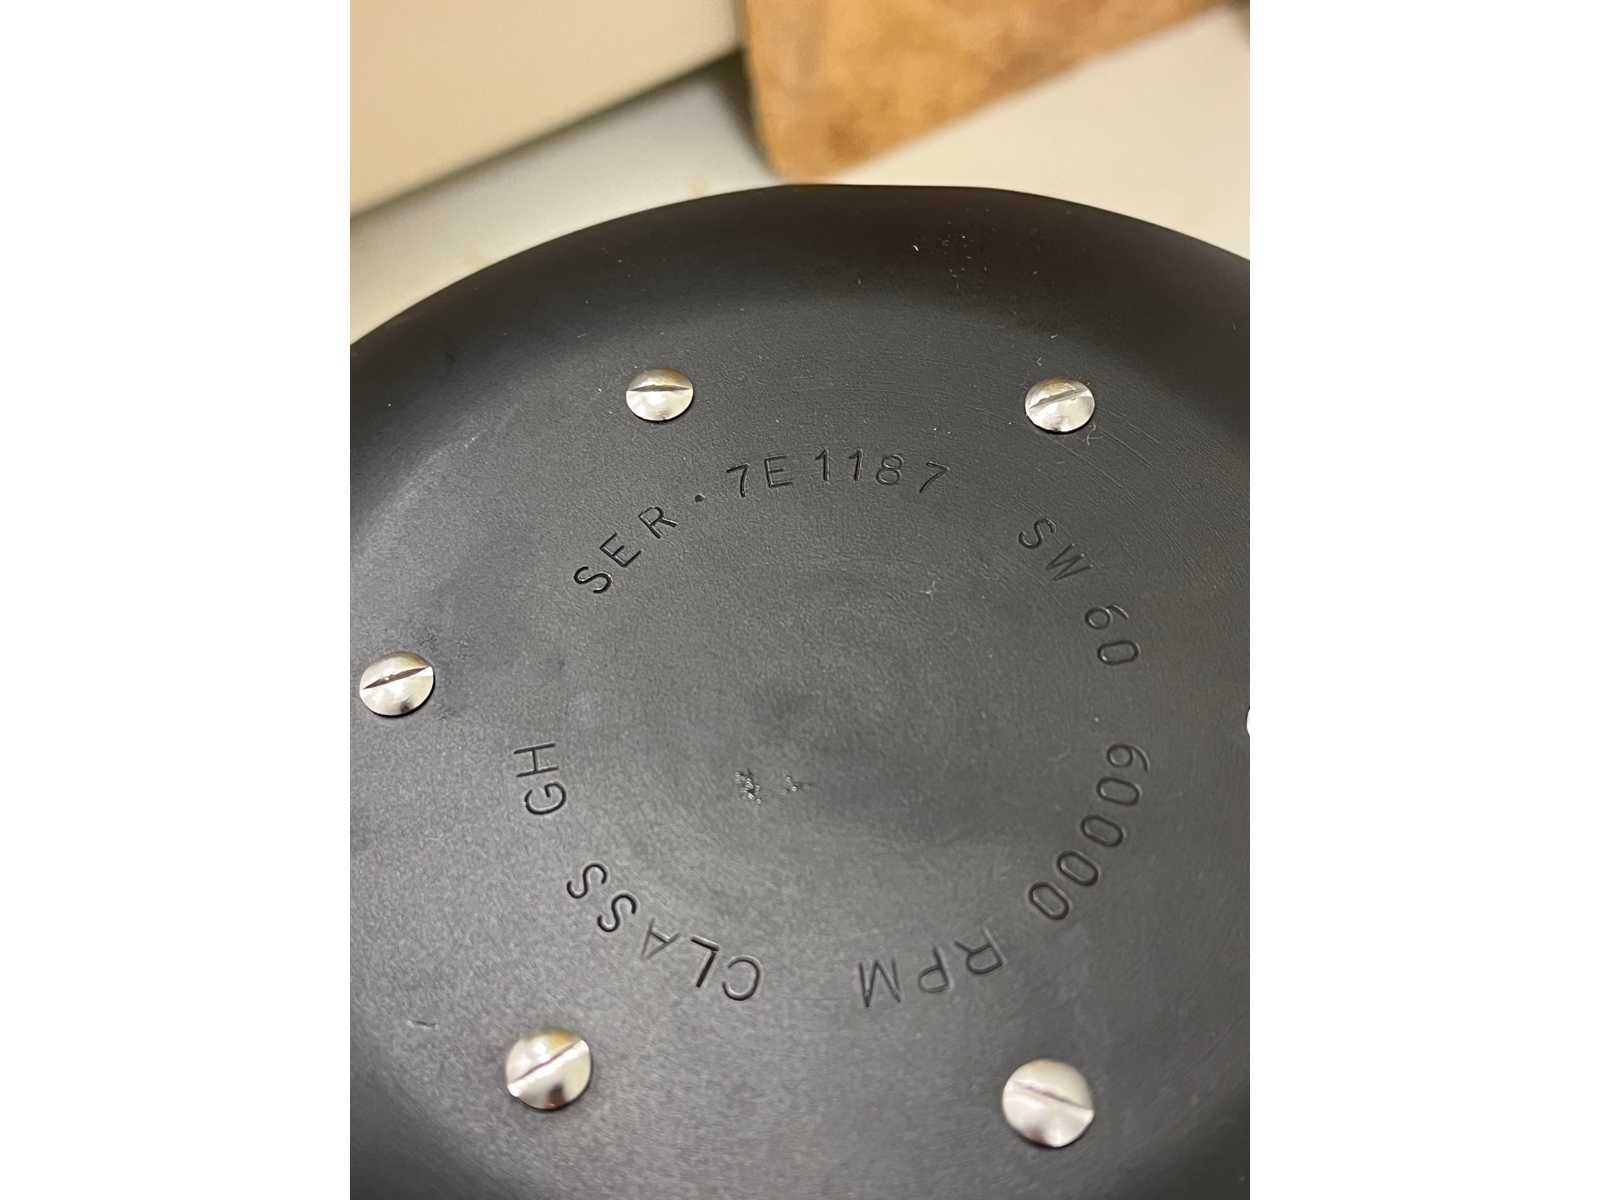 SER · 7E1187
SW 60
60000 RPM
CLASS GH